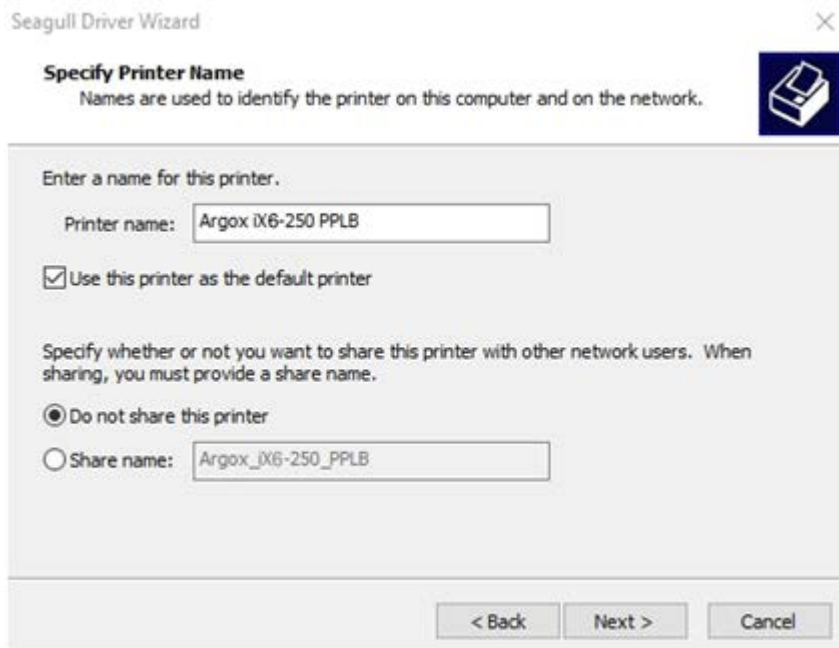 Seagull Driver Wizard
Specify Printer Name
Names are used to identify the printer on this computer and on the network.
Enter a name for this printer.
Printer name: Argox iX6-250 PPLB
Use this printer as the default printer
Specify whether or not you want to share this printer with other network users. When
sharing, you must provide a share name.
Do not share this printer
Share name: Argox_iX6-250_PPLB
< Back Next > Cancel